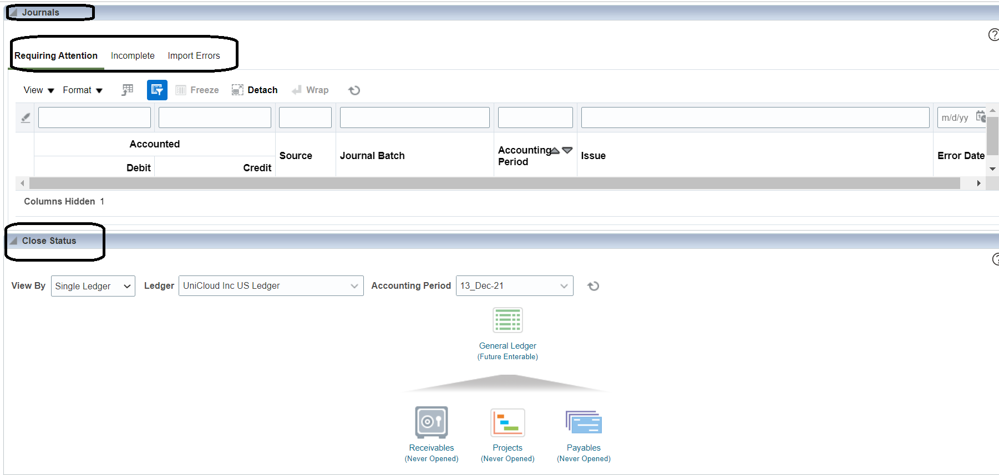 Journals
Requiring Attention Incomplete Import Errors
View Format Freeze Detach Wrap
m/d/yy
Accounted
Debit Credit
Source
Journal Batch
Accounting
Period
Issue
Error Date
Columns Hidden 1
Close Status
View By Single Ledger Ledger UniCloud Inc US Ledger Accounting Period 13_Dec-21
General Ledger
(Future Enterable)
Receivables Projects Payables
(Never Opened) (Never Opened) (Never Opened)